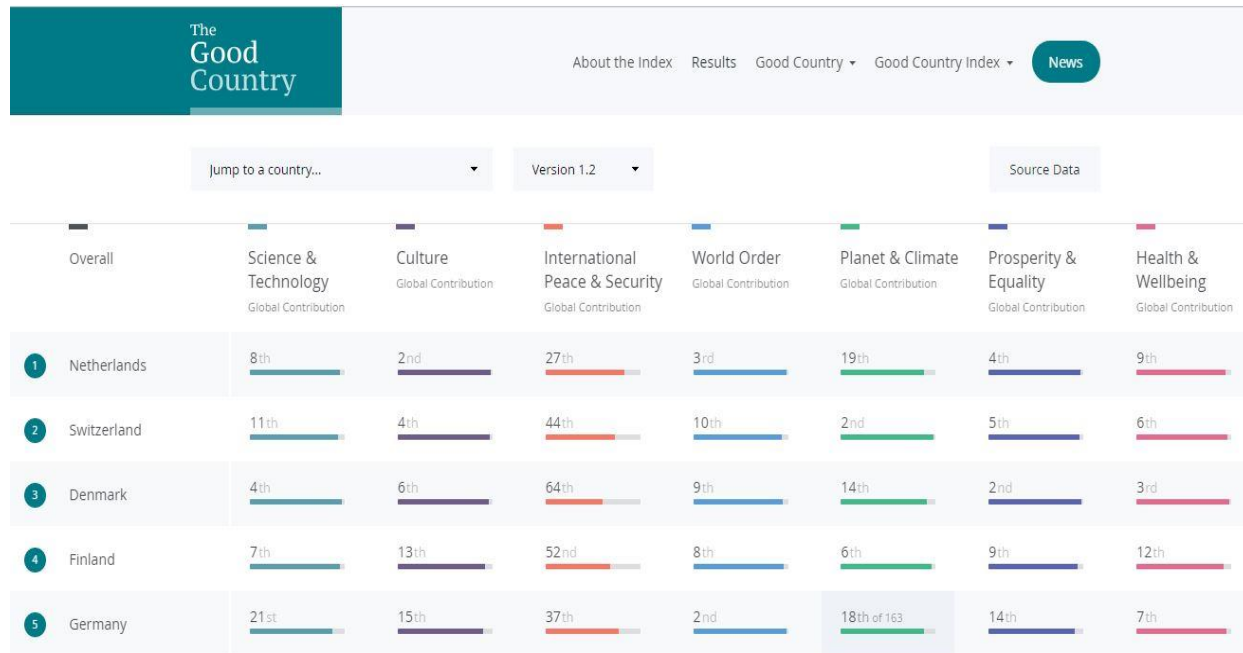 The
Good
Country
About the Index Results Good Country Good Country Index News
Jump to a country... Version 1.2 Source Data
Overall Science & Culture International World Order Planet & Climate Prosperity & Health &
Technology Global Contribution Peace & Security Global Contribution Global Contribution Equality Wellbeing
Global Contribution Global Contribution Global Contribution Global Contribution
1 Netherlands 8th 2nd 27th 3rd 19th 4th 9th
2 Switzerland 11th 4th 44th 10th 2nd 5th 6th
3 Denmark 4th 6th 64th 9th 14th 2nd 3rd
4 Finland 7th 13th 52nd 8th 6th 9th 12th
5 Germany 21st 15th 37th 2nd 18th of 163 14th 7th